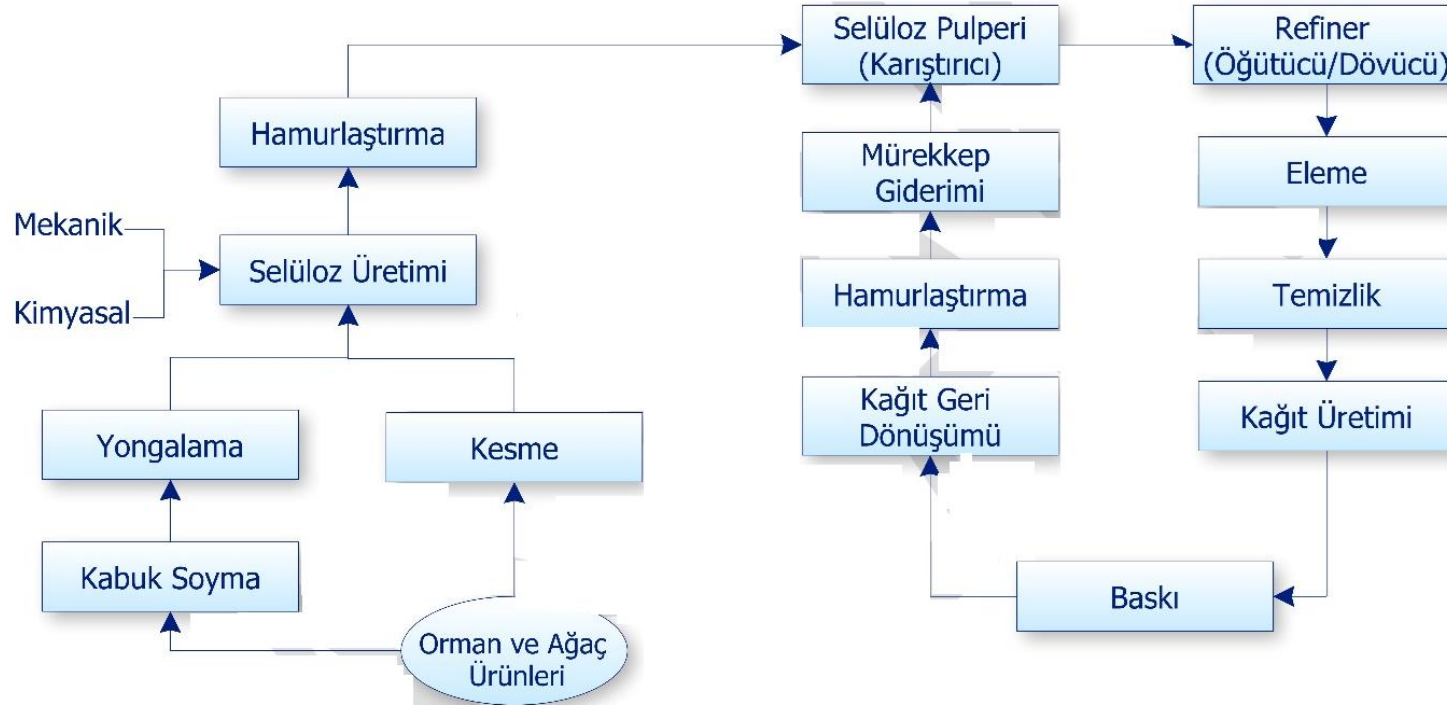 Selüloz Pulperi
(Karıştırıcı)
Refiner
(Öğütücü/Dövücü)
Hamurlaştırma
Mürekkep
Giderimi
Eleme
Mekanik
Selüloz Üretimi
Kimyasal
Hamurlaştırma
Temizlik
Kağıt Geri
Dönüşümü
Kağıt Üretimi
Yongalama
Kesme
Kabuk Soyma
Baskı
Orman ve Ağaç
Ürünleri